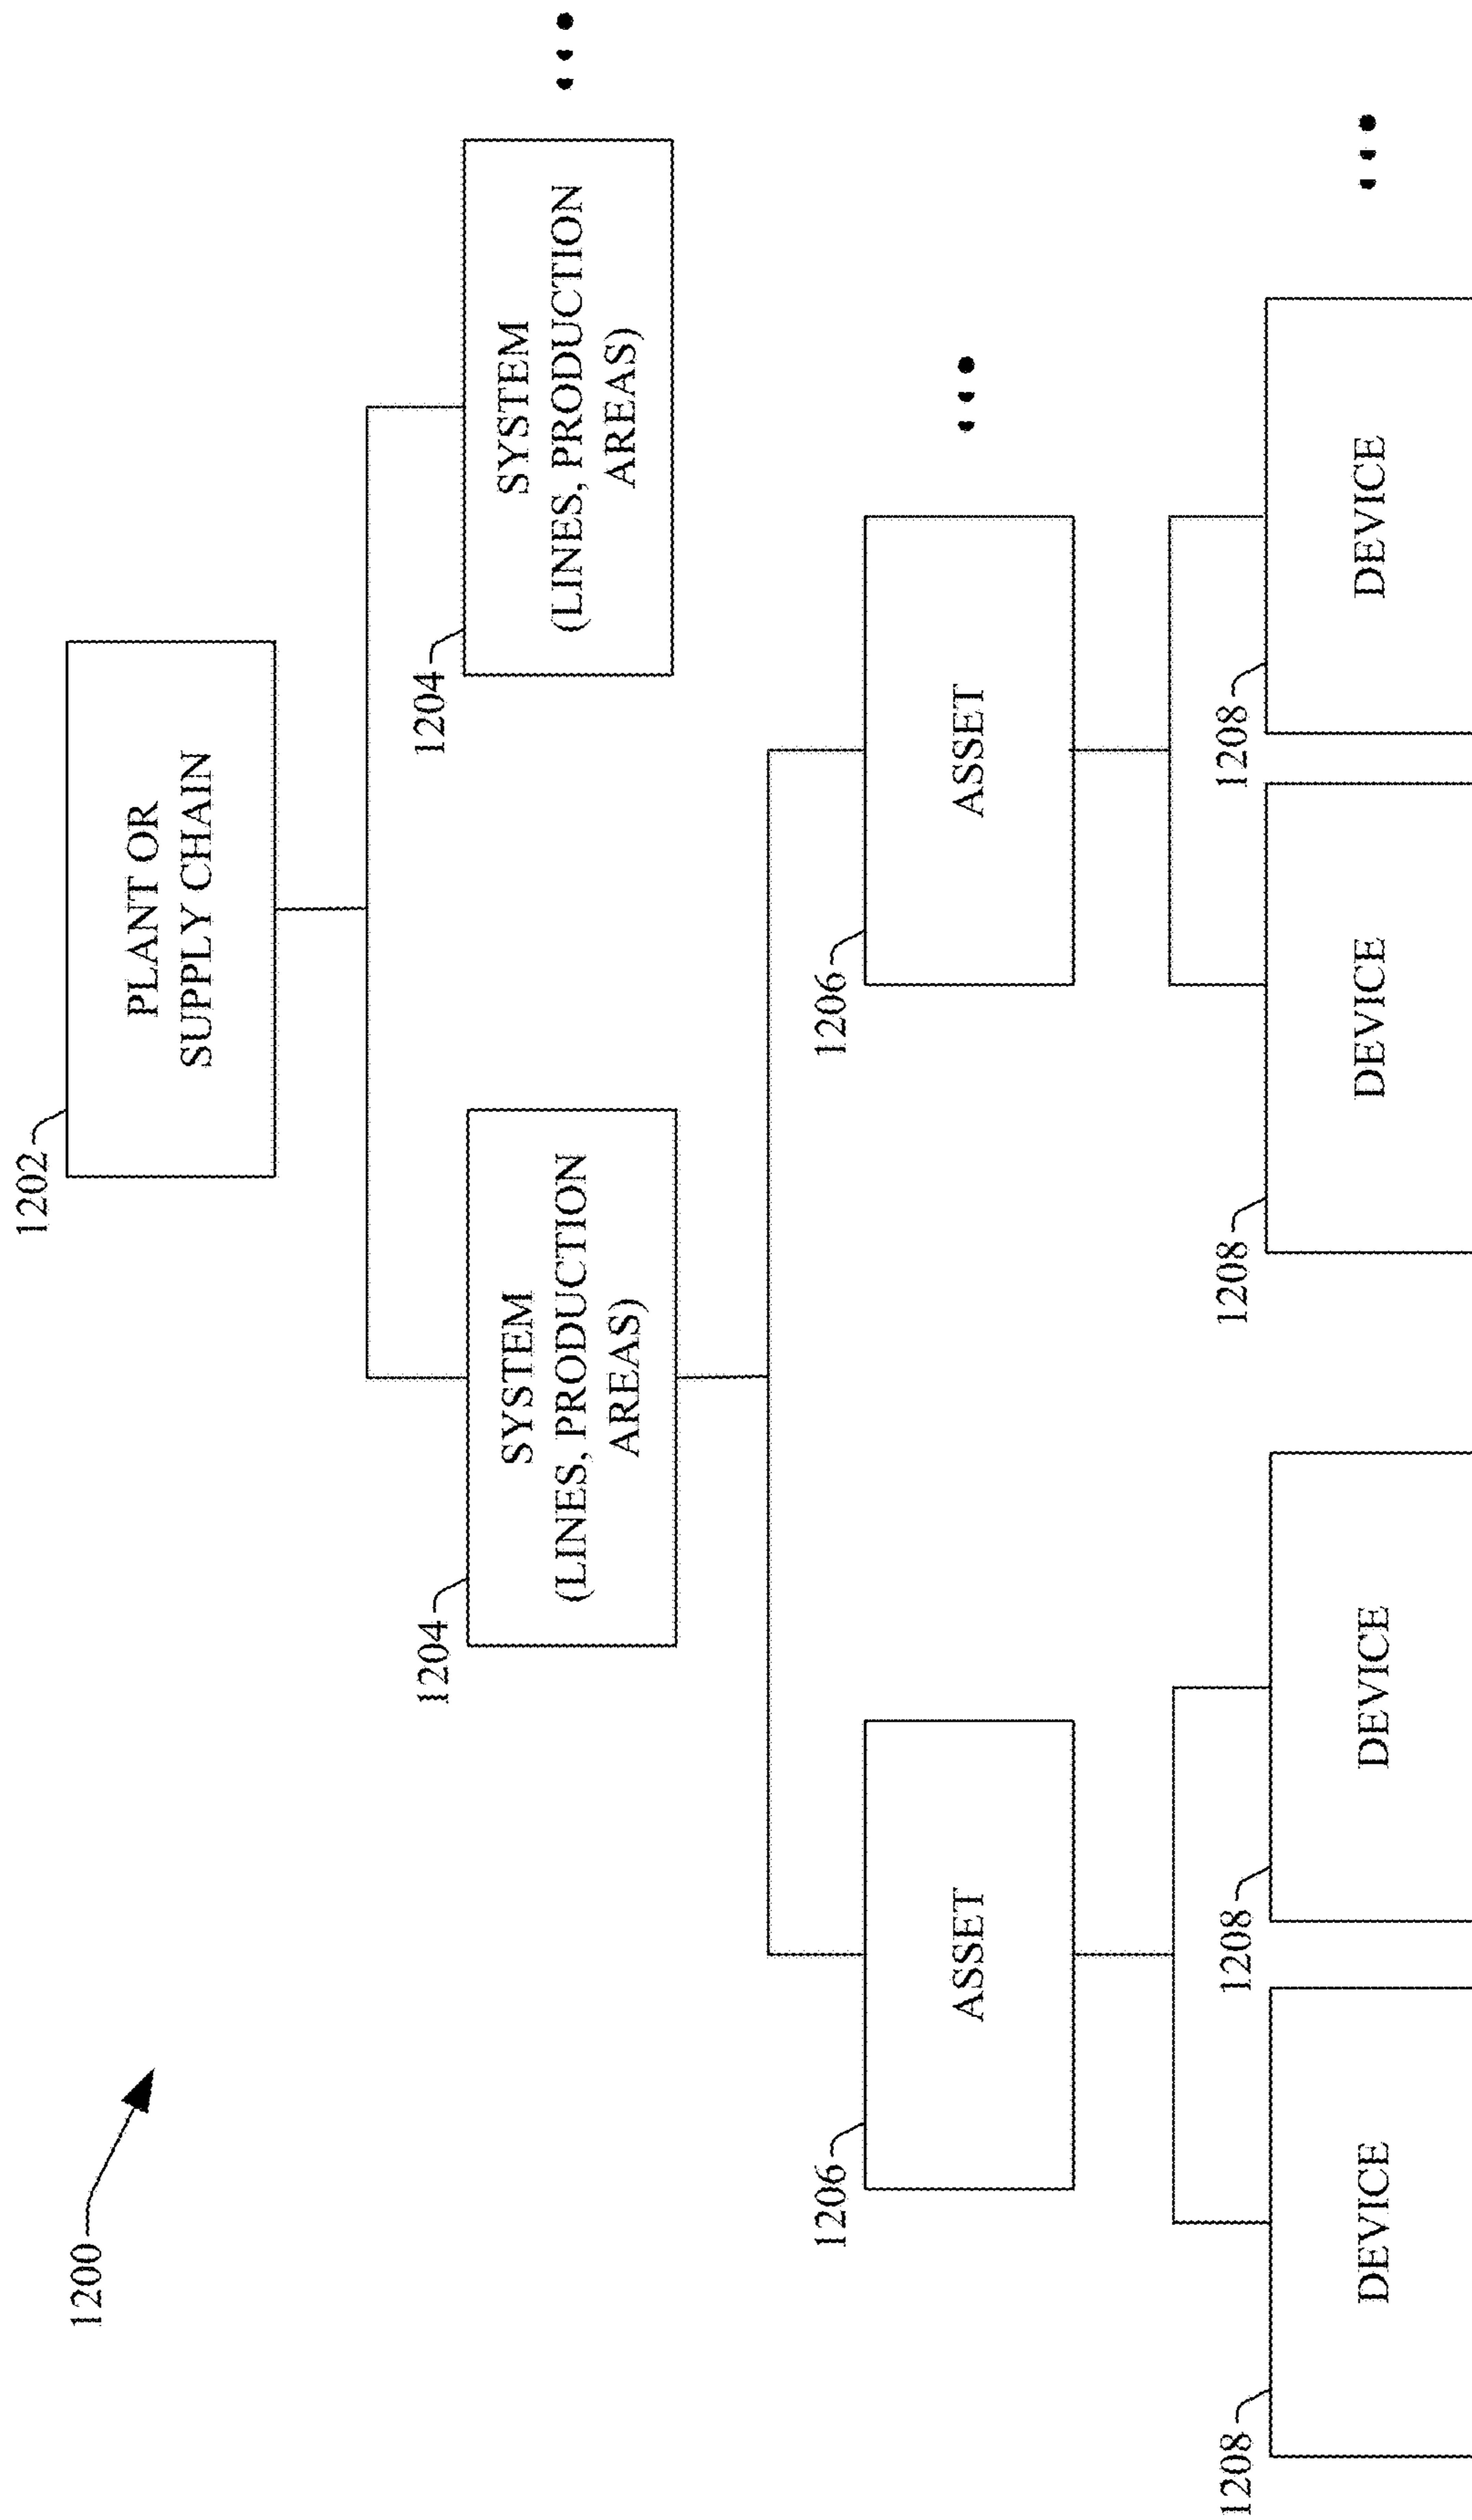 1200
1202
PLANT OR
SUPPLY CHAIN
1204
SYSTEM
(LINES, PRODUCTION
AREAS)
1204
SYSTEM
(LINES, PRODUCTION
AREAS)
1206
ASSET
1206
ASSET
1208
DEVICE
1208
DEVICE
1208
DEVICE
1208
DEVICE